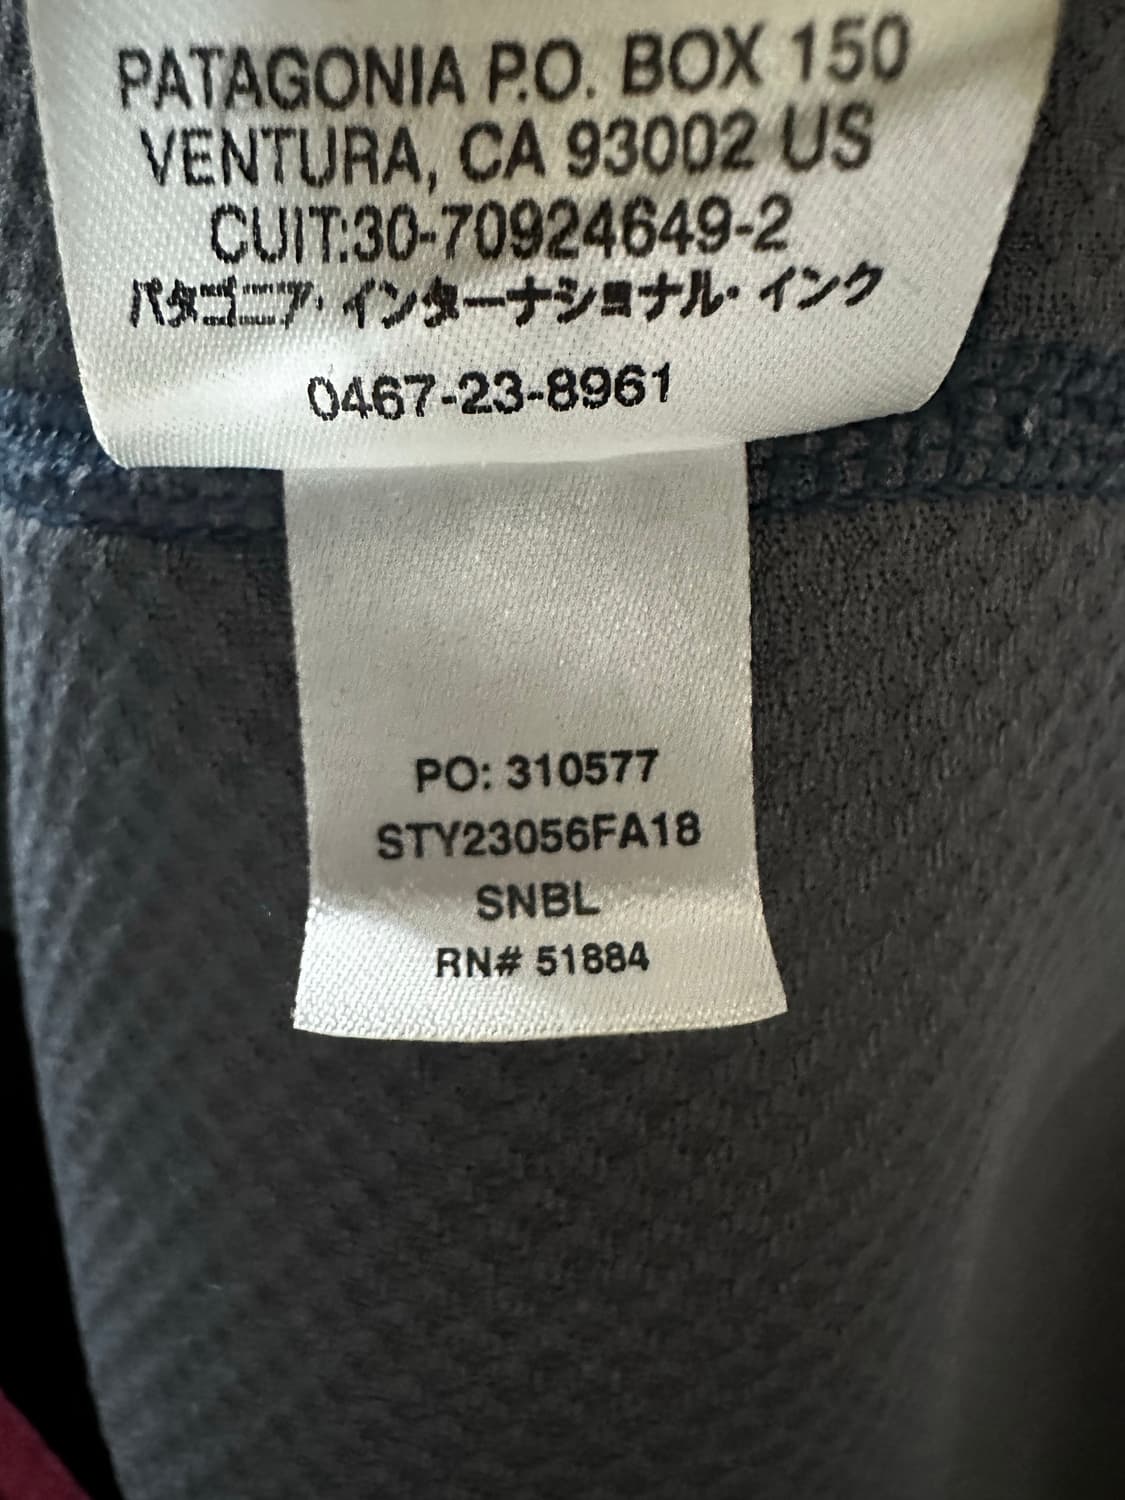 PATAGONIA P.O. BOX 150
VENTURA, CA 93002 US
CUIT:30-70924649-2
パタゴニア・インターナショナル・インク
0467-23-8961
PO: 310577
STY23056FA18
SNBL
RN# 51884